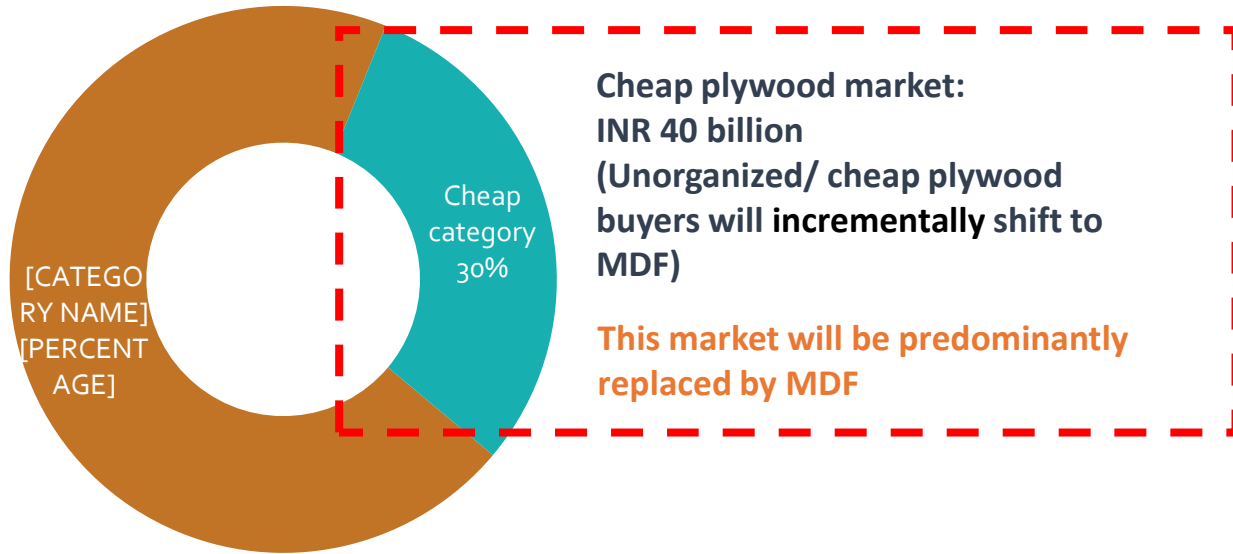 [CATEGO
RY NAME]
[PERCENT
AGE]
Cheap
category
30%
Cheap plywood market:
INR 40 billion
(Unorganized/ cheap plywood
buyers will incrementally shift to
MDF)
This market will be predominantly
replaced by MDF